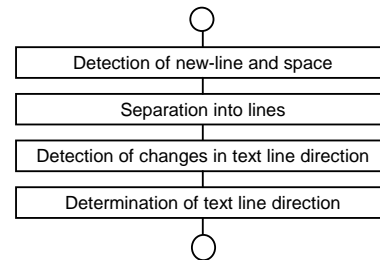 Detection of new-line and space
Separation into lines
Detection of changes in text line direction
Determination of text line direction